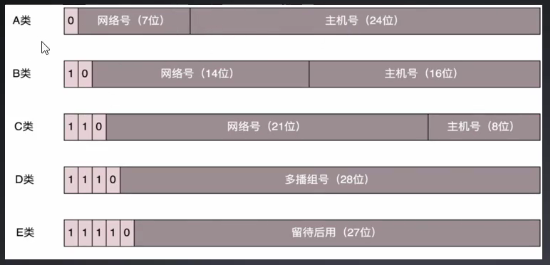 A类 0 网络号（7位） 主机号（24位）
B类 1 0 网络号（14位） 主机号（16位）
C类 1 1 0 网络号（21位） 主机号（8位）
D类 1 1 1 0 多播组号（28位）
E类 1 1 1 1 0 留待后用（27位）